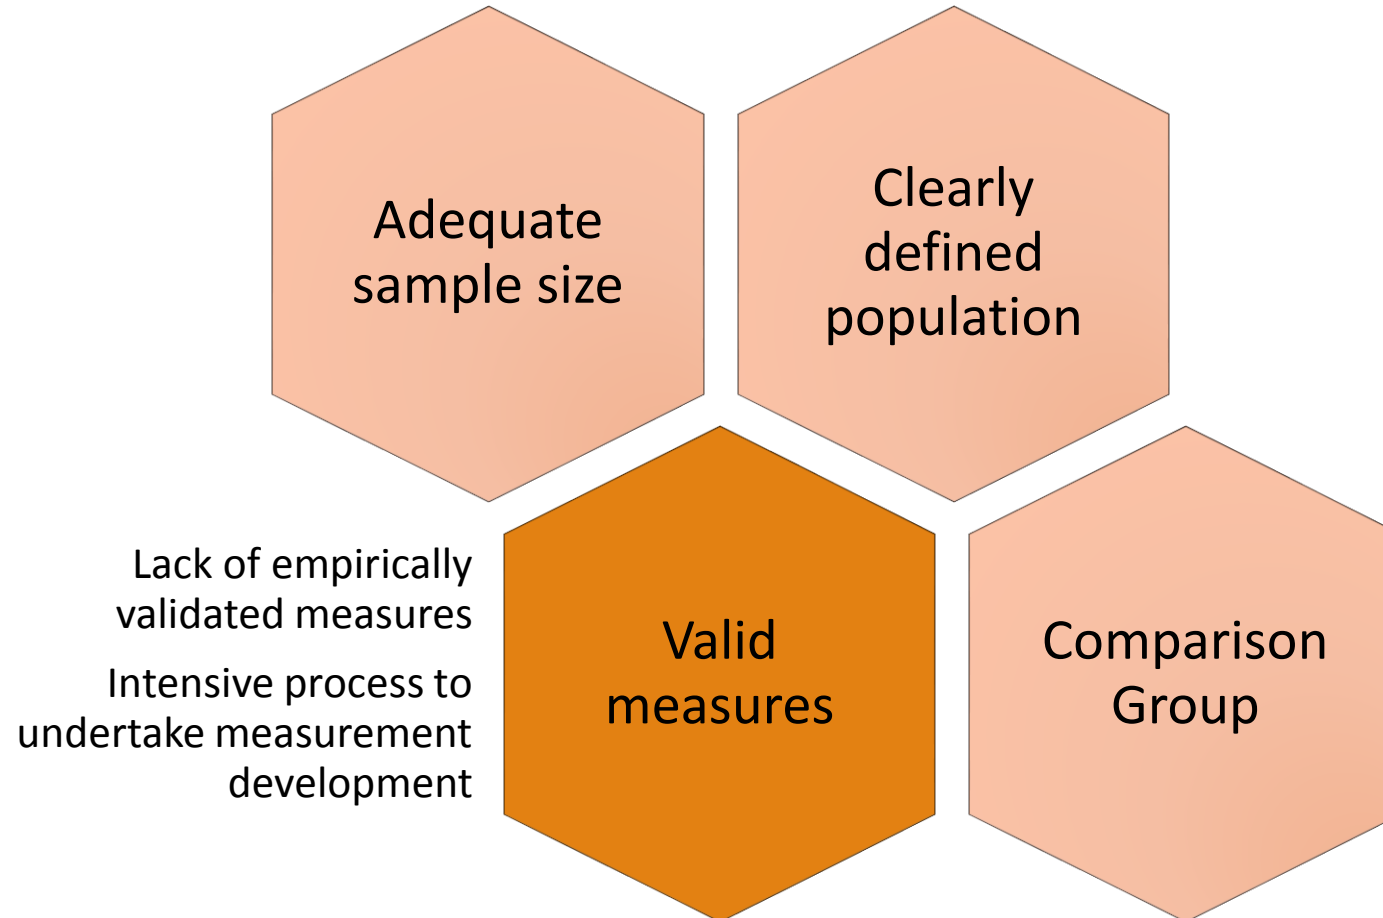 Adequate
sample size
Clearly
defined
population
Lack of empirically
validated measures
Intensive process to
undertake measurement
development
Valid
measures
Comparison
Group